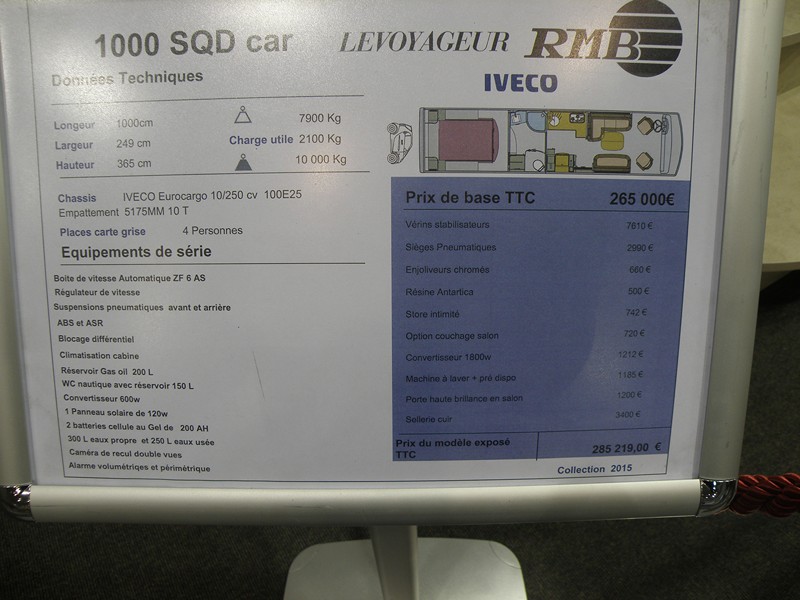 1000 SQD car LEVOYAGEUR RMB
IVECO
Données Techniques
Longeur 1000cm 7900 Kg
Largeur 249 cm Charge utile 2100 Kg
Hauteur 365 cm 10 000 Kg
Chassis IVECO Eurocargo 10/250 cv 100E25
Empattement 5175MM 10 T
Places carte grise 4 Personnes
Equipements de série
Boite de vitesse Automatique ZF 6 AS
Régulateur de vitesse
Suspensions pneumatiques avant et arrière
ABS et ASR
Blocage différentiel
Climatisation cabine
Réservoir Gas oil 200 L
WC nautique avec réservoir 150 L
Convertisseur 600w
1 Panneau solaire de 120w
2 batteries cellule au Gel de 200 AH
300 L eaux propre et 250 L eaux usée
Caméra de recul double vues
Alarme volumétriqes et périmétrique
Prix de base TTC 265 000€
Vérins stabilisateurs 7610 €
Sièges Pneumatiques 2990 €
Enjoliveurs chromés 660 €
Résine Antartica 500 €
Store intimité 742 €
Option couchage salon 720 €
Convertisseur 1800w 1212 €
Machine à laver + pré dispo 1185 €
Porte haute brillance en salon 1200 €
Sellerie cuir 3400 €
Prix du modèle exposé
TTC 285 219,00 €
Collection 2015